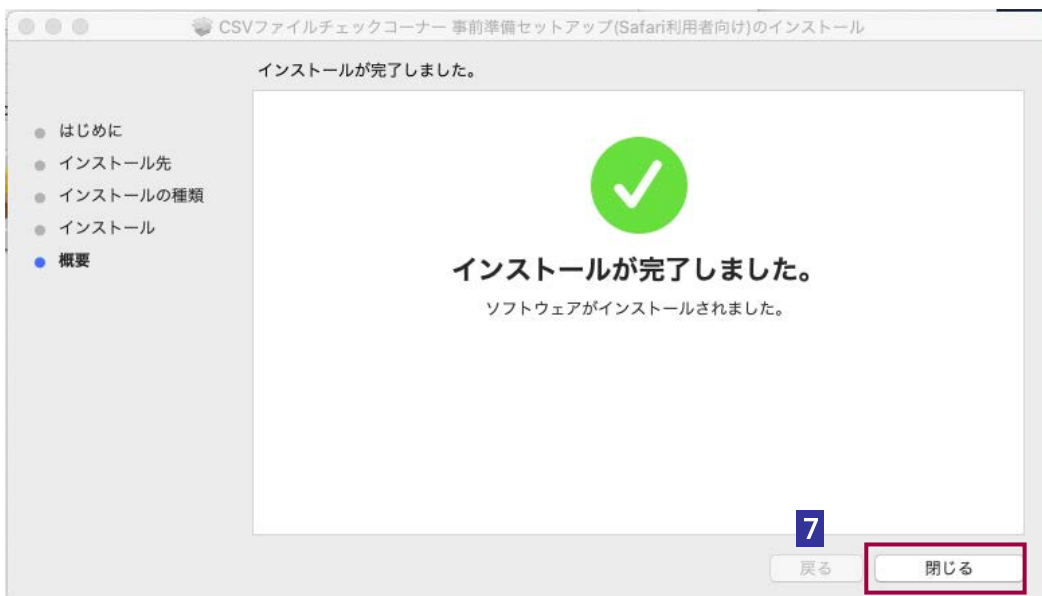 CSVファイルチェックコーナー 事前準備セットアップ(Safari利用者向け)のインストール
インストールが完了しました。
はじめに
インストール先
インストールの種類
インストール
概要
インストールが完了しました。
ソフトウェアがインストールされました。
7
戻る
閉じる